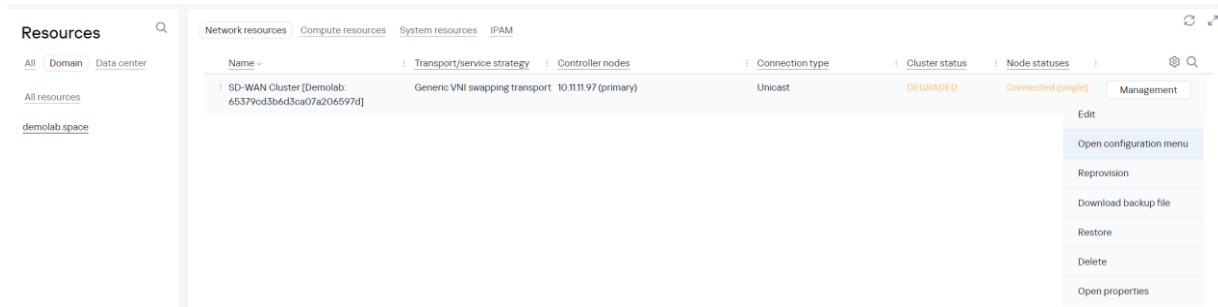 Resources
All Domain Data center
All resources
demolab.space
Network resources Compute resources System resources IPAM
Name Transport/service strategy Controller nodes Connection type Cluster status Node statuses
1 SD-WAN Cluster [Demolab: Generic VNI swapping transport 10.11.11.97 (primary) Unicast DEGRADED Connected (single) Management
65379cd3b6d3ca07a206597d]
Edit
Open configuration menu
Reprovision
Download backup file
Restore
Delete
Open properties